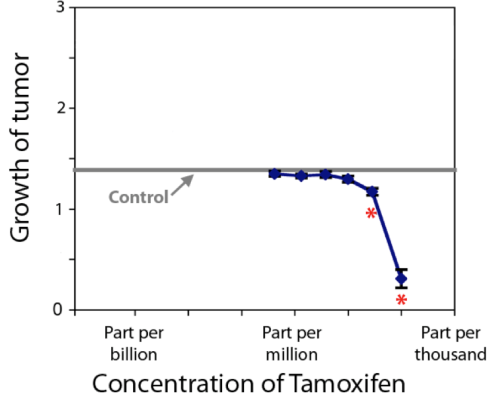 3
2
1
0
Growth of tumor
Control
*
*
Part per
billion
Part per
million
Part per
thousand
Concentration of Tamoxifen